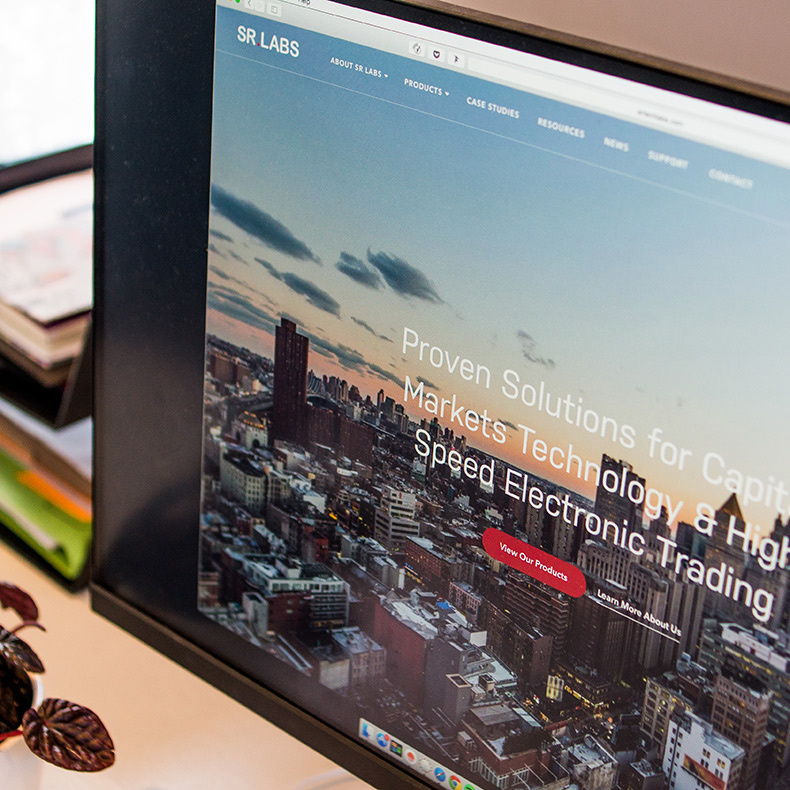 SR LABS
ABOUT SR LABS
PRODUCTS
CASE STUDIES
RESOURCES
NEWS
SUPPORT
CONTACT
Proven Solutions for Capit
Markets Technology & High
Speed Electronic Trading
View Our Products
Learn More About Us